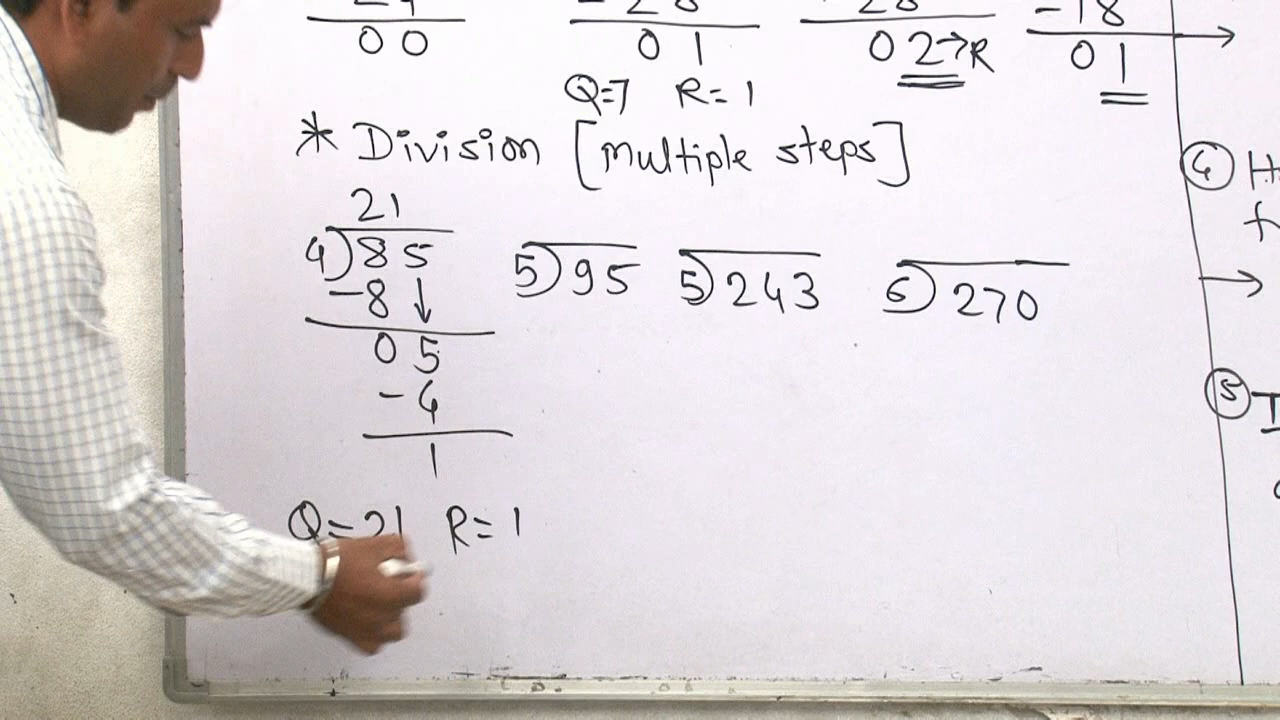 00 01 02→R 01
Q=7 R=1
* Division [multiple steps]
21
4)85 5)95 5)243 6)270
-8↓
05
-4
1
Q=21 R=1
-18
→
④ H
→
⑤ T